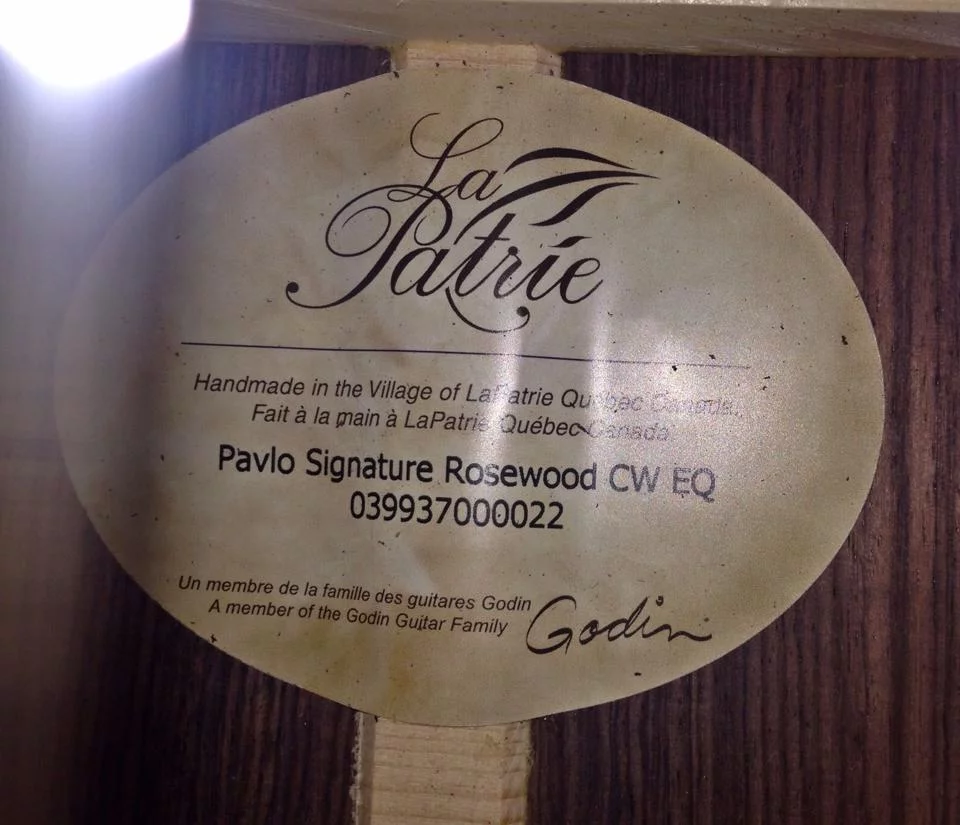 La
Patrie
Handmade in the Village of LaPatrie Québec Canada.
Fait à la main à LaPatrie Québec Canada.
Pavlo Signature Rosewood CW EQ
039937000022
Un membre de la famille des guitares Godin
A member of the Godin Guitar Family
Godin